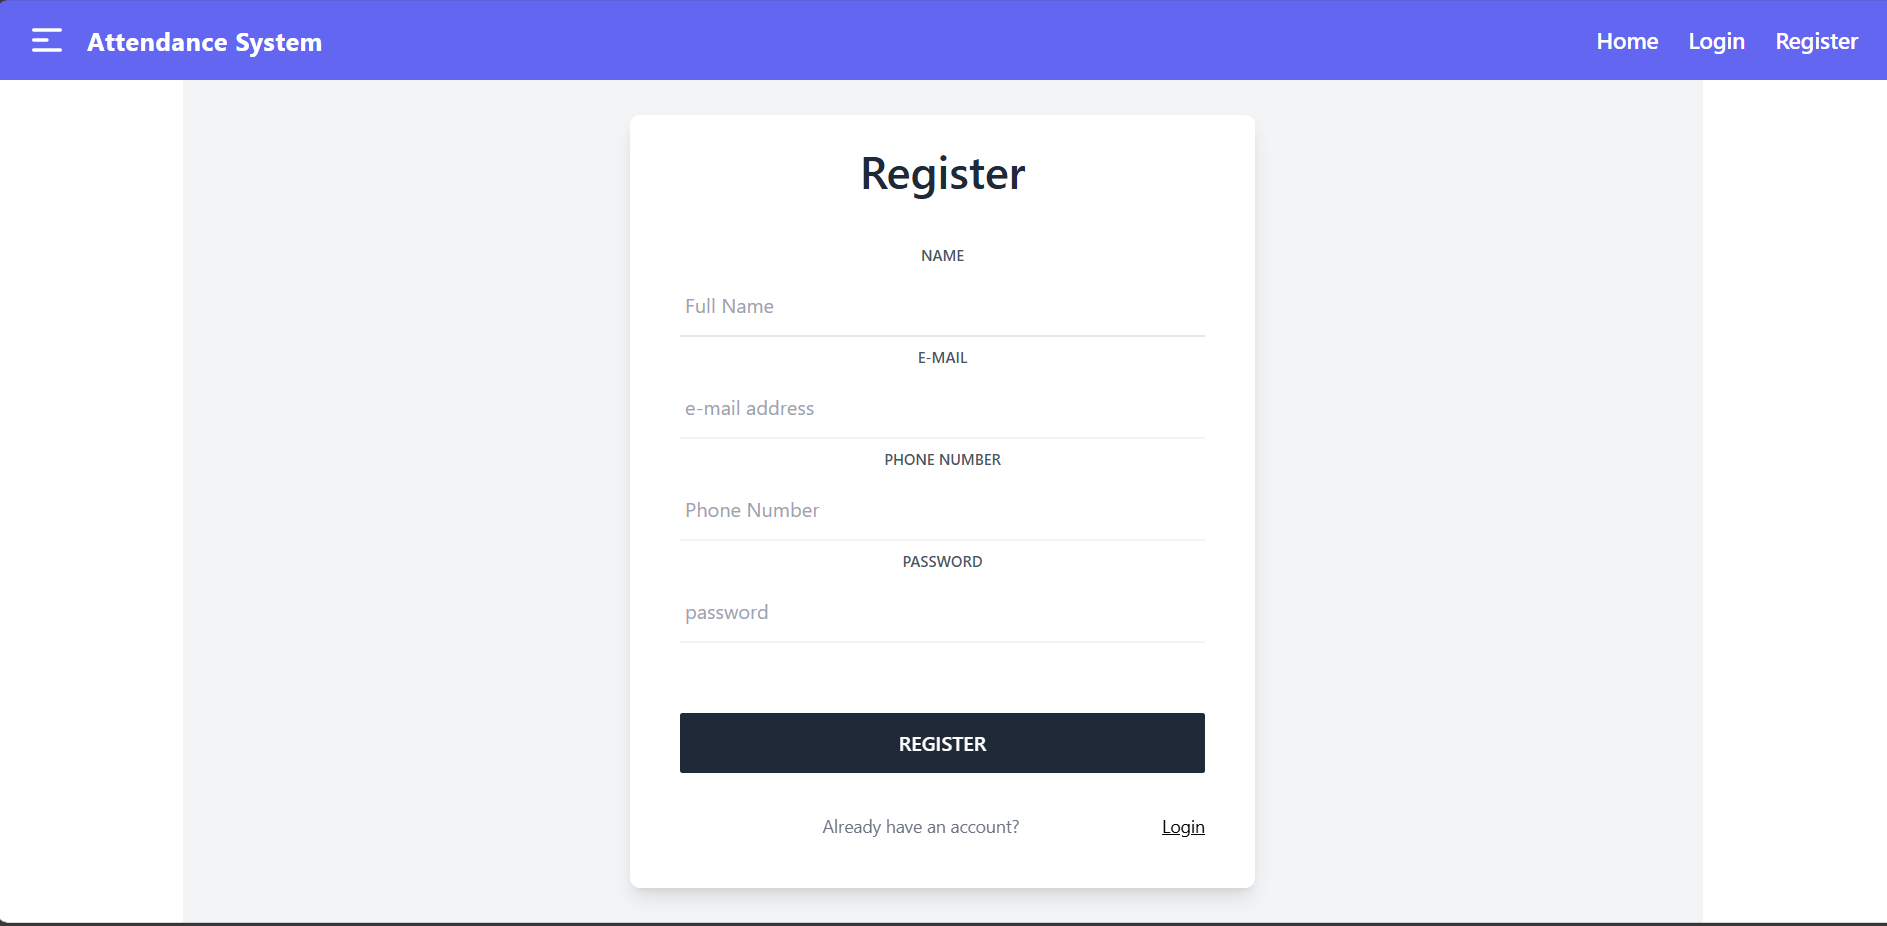 Attendance System
Home Login Register
Register
NAME
Full Name
E-MAIL
e-mail address
PHONE NUMBER
Phone Number
PASSWORD
password
REGISTER
Already have an account? Login